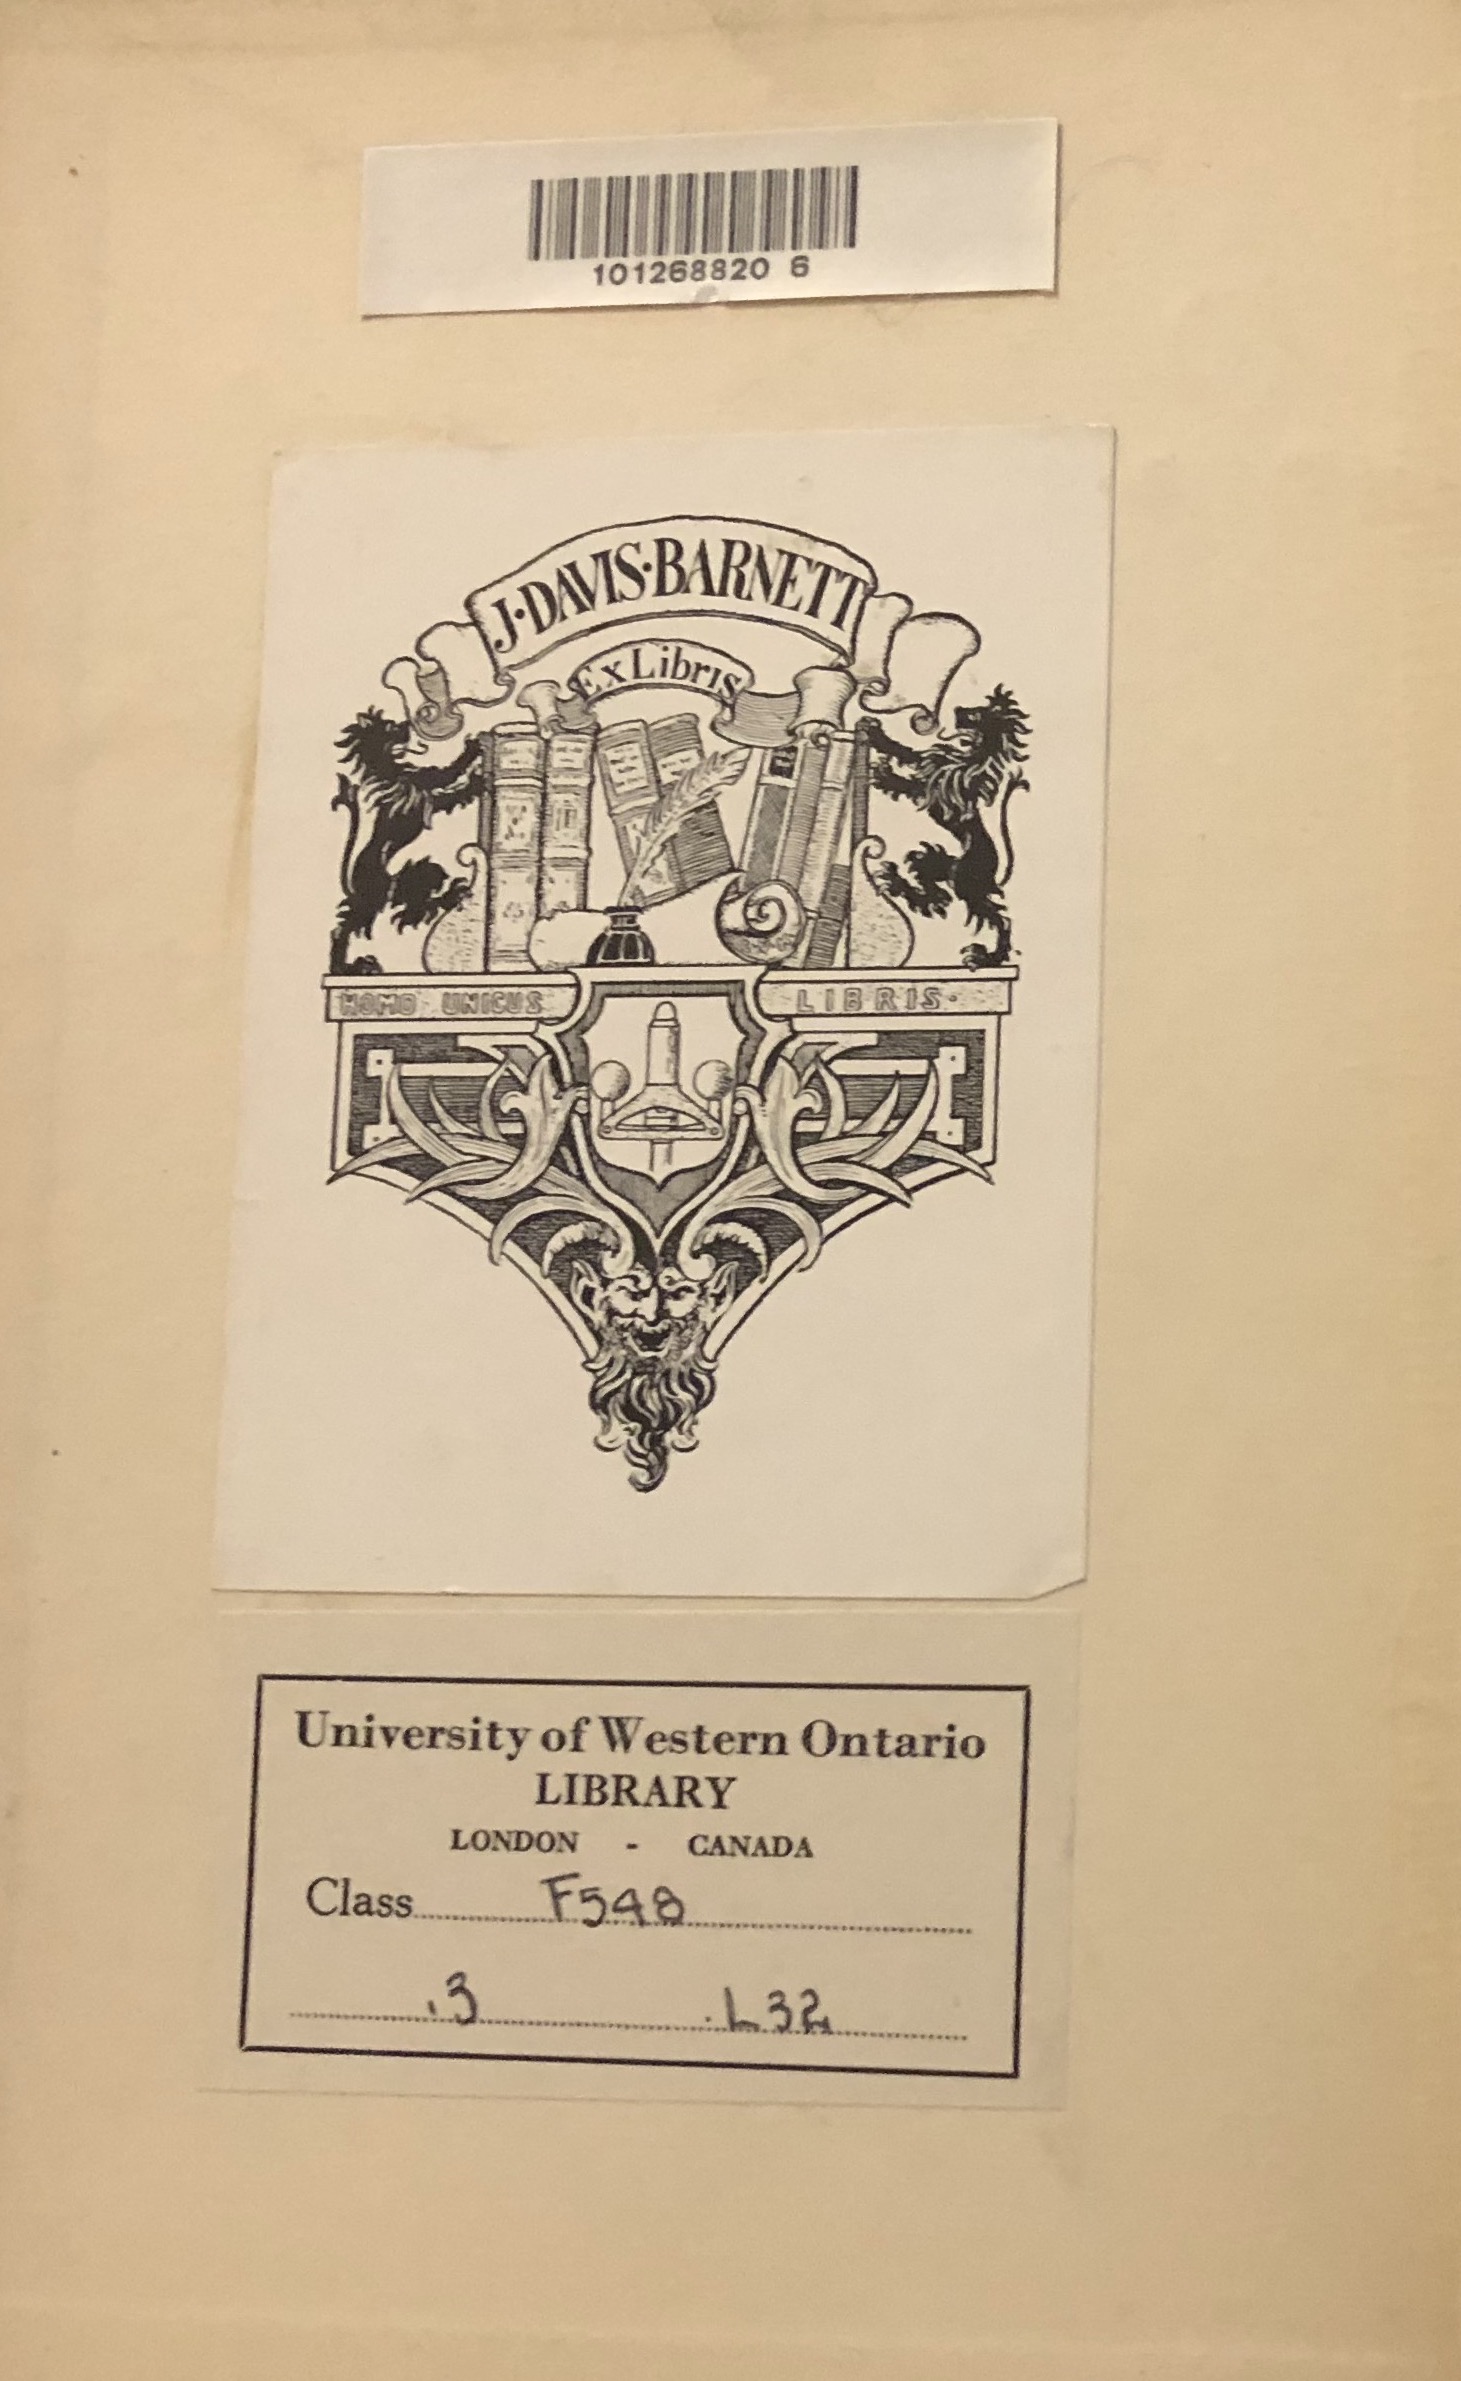 101268820 6
J·DAVIS·BARNETT
Ex Libris
HOMO UNICUS LIBRIS·
University of Western Ontario
LIBRARY
LONDON - CANADA
Class F548
.3 .L32